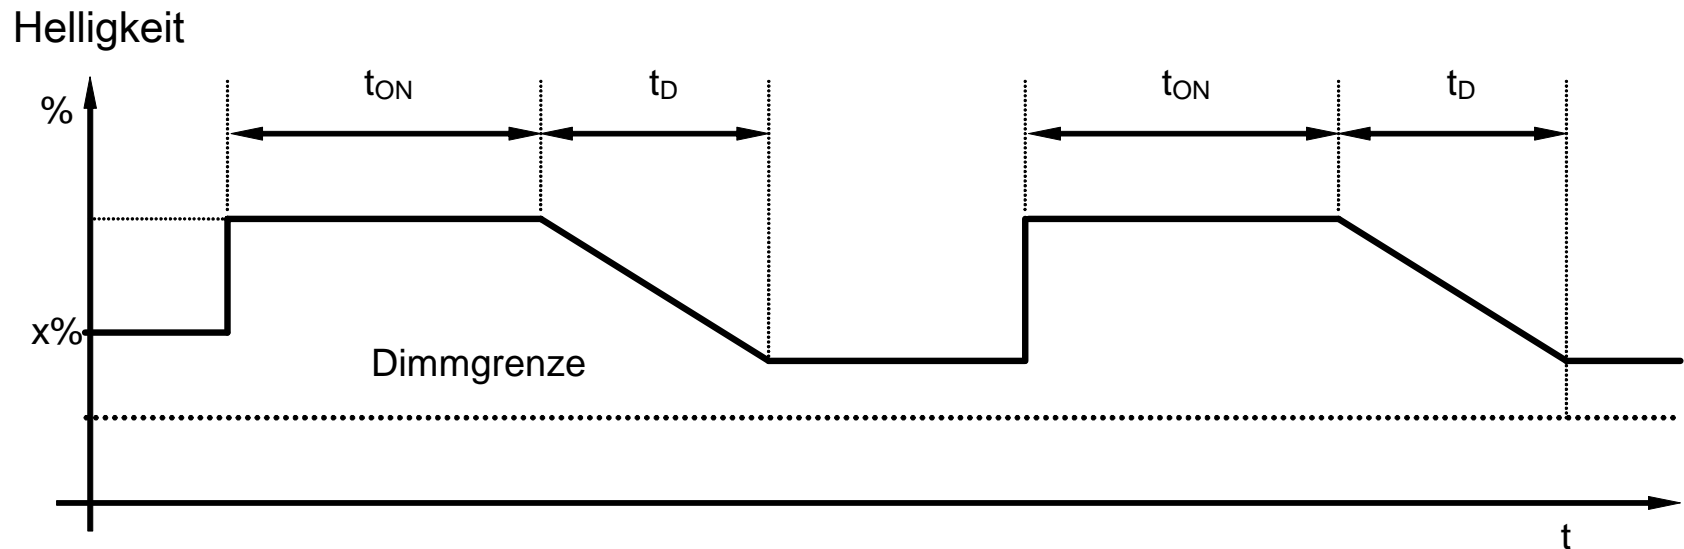 Helligkeit
% tON tD tON tD
x%
Dimmgrenze
t